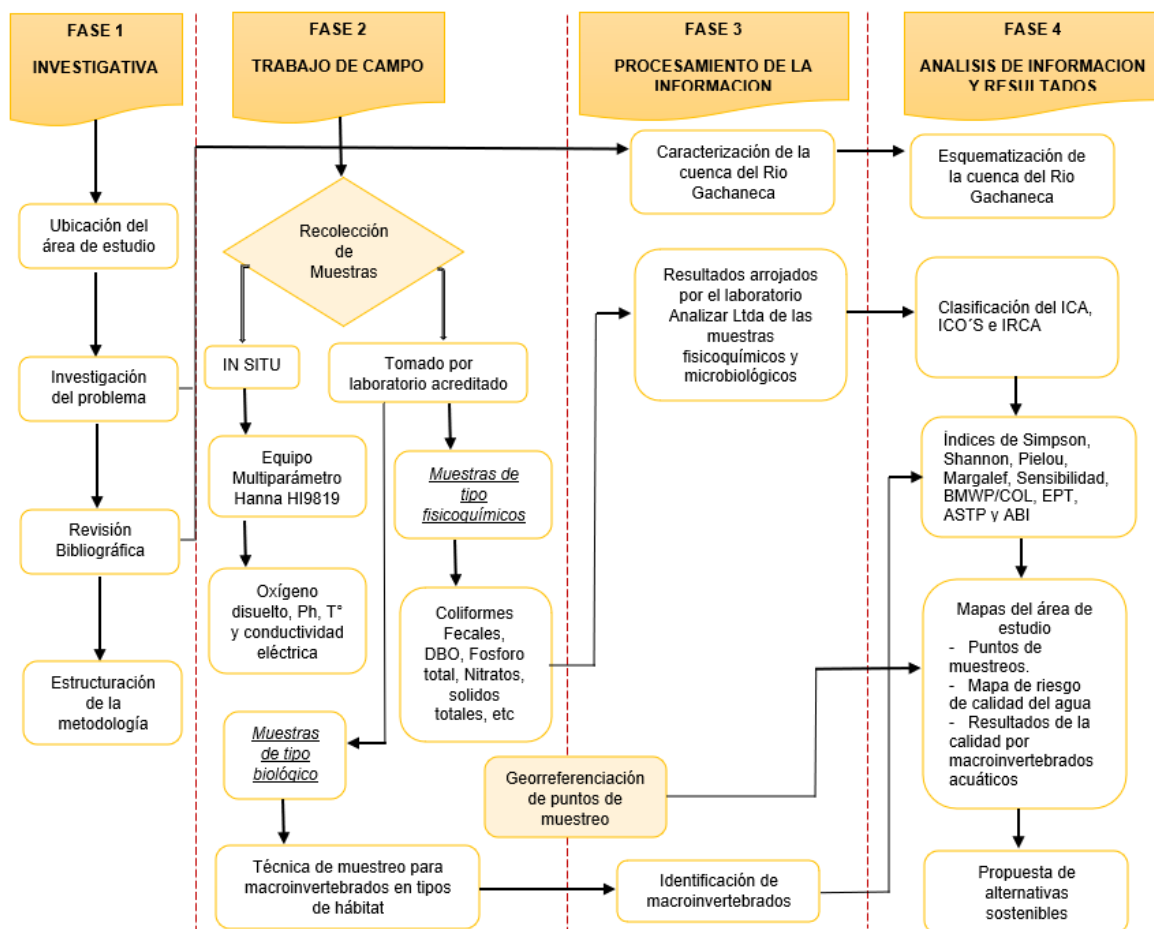 FASE 1
INVESTIGATIVA
Ubicación del
área de estudio
Investigación
del problema
Revisión
Bibliográfica
Estructuración
de la
metodología
FASE 2
TRABAJO DE CAMPO
Recolección
de
Muestras
IN SITU
Tomado por
laboratorio acreditado
Equipo
Multiparámetro
Hanna HI9819
Muestras de
tipo
fisicoquímicos
Oxígeno
disuelto, Ph, T°
y conductividad
eléctrica
Coliformes
Fecales,
DBO, Fosforo
total, Nitratos,
solidos
totales, etc
Muestras
de tipo
biológico
Técnica de muestreo para
macroinvertebrados en tipos
de hábitat
FASE 3
PROCESAMIENTO DE LA
INFORMACION
Caracterización de la
cuenca del Rio
Gachaneca
Resultados arrojados
por el laboratorio
Analizar Ltda de las
muestras
fisicoquímicos y
microbiológicos
Georreferenciación
de puntos de
muestreo
Identificación de
macroinvertebrados
FASE 4
ANALISIS DE INFORMACION
Y RESULTADOS
Esquematización de
la cuenca del Rio
Gachaneca
Clasificación del ICA,
ICO´S e IRCA
Índices de Simpson,
Shannon, Pielou,
Margalef, Sensibilidad,
BMWP/COL, EPT,
ASTP y ABI
Mapas del área de
estudio
- Puntos de
muestreos.
- Mapa de riesgo
de calidad del agua
- Resultados de la
calidad por
macroinvertebrados
acuáticos
Propuesta de
alternativas
sostenibles